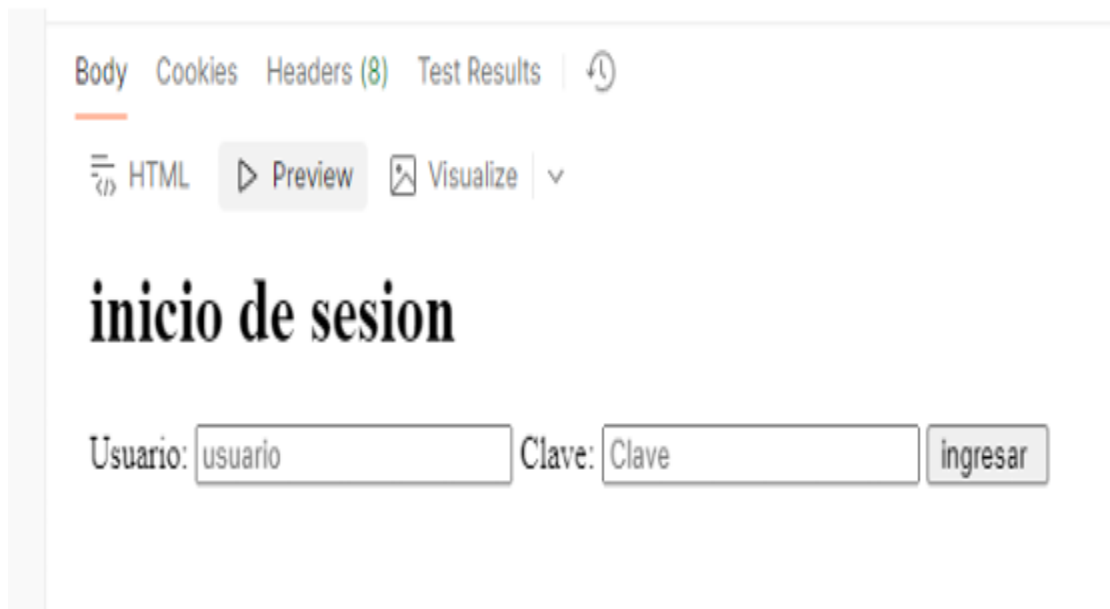 Body Cookies Headers (8) Test Results
HTML Preview Visualize
inicio de sesion
Usuario: usuario Clave: Clave ingresar